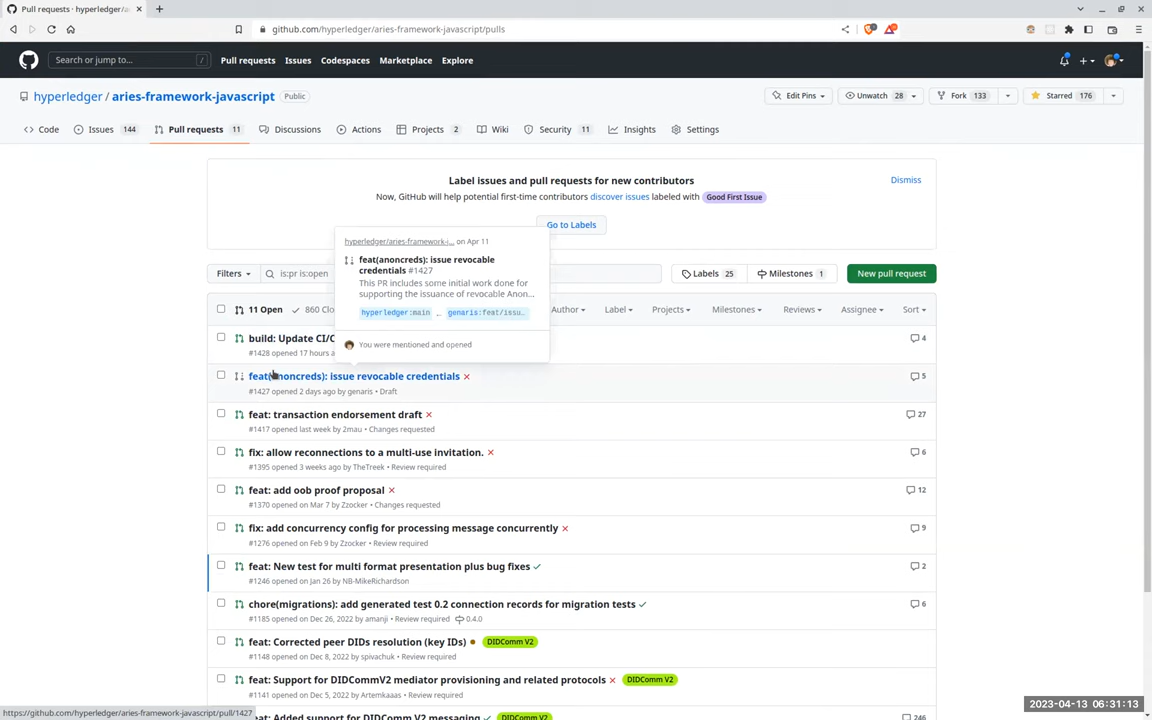 Pull requests · hyperledger/a
github.com/hyperledger/aries-framework-javascript/pulls
Search or jump to... /
Pull requests Issues Codespaces Marketplace Explore
hyperledger / aries-framework-javascript Public
Edit Pins Unwatch 28 Fork 133 Starred 176
Code Issues 144 Pull requests 11 Discussions Actions Projects 2 Wiki Security 11 Insights Settings
Label issues and pull requests for new contributors
Dismiss
Now, GitHub will help potential first-time contributors discover issues labeled with Good First Issue
Go to Labels
hyperledger/aries-framework-j... on Apr 11
feat(anoncreds): issue revocable
credentials #1427
This PR includes some initial work done for
supporting the issuance of revocable Anon...
hyperledger:main ← genaris:feat/issu...
You were mentioned and opened
Filters is:pr is:open Labels 25 Milestones 1 New pull request
11 Open 860 Clo Author Label Projects Milestones Reviews Assignee Sort
build: Update CI/C 4
#1428 opened 17 hours a
feat(anoncreds): issue revocable credentials 5
#1427 opened 2 days ago by genaris • Draft
feat: transaction endorsement draft 27
#1417 opened last week by 2mau • Changes requested
fix: allow reconnections to a multi-use invitation. 6
#1395 opened 3 weeks ago by TheTreek • Review required
feat: add oob proof proposal 12
#1370 opened on Mar 7 by Zzocker • Changes requested
fix: add concurrency config for processing message concurrently 9
#1276 opened on Feb 9 by Zzocker • Review required
feat: New test for multi format presentation plus bug fixes 2
#1246 opened on Jan 26 by NB-MikeRichardson
chore(migrations): add generated test 0.2 connection records for migration tests 6
#1185 opened on Dec 26, 2022 by amanji • Review required 0.4.0
feat: Corrected peer DIDs resolution (key IDs) DIDComm V2
#1148 opened on Dec 8, 2022 by spivachuk • Review required
feat: Support for DIDCommV2 mediator provisioning and related protocols DIDComm V2
#1141 opened on Dec 5, 2022 by Artemkaaas • Review required
feat: Added support for DIDComm V2 messaging DIDComm V2 246
https://github.com/hyperledger/aries-framework-javascript/pull/1427
2023-04-13 06:31:13